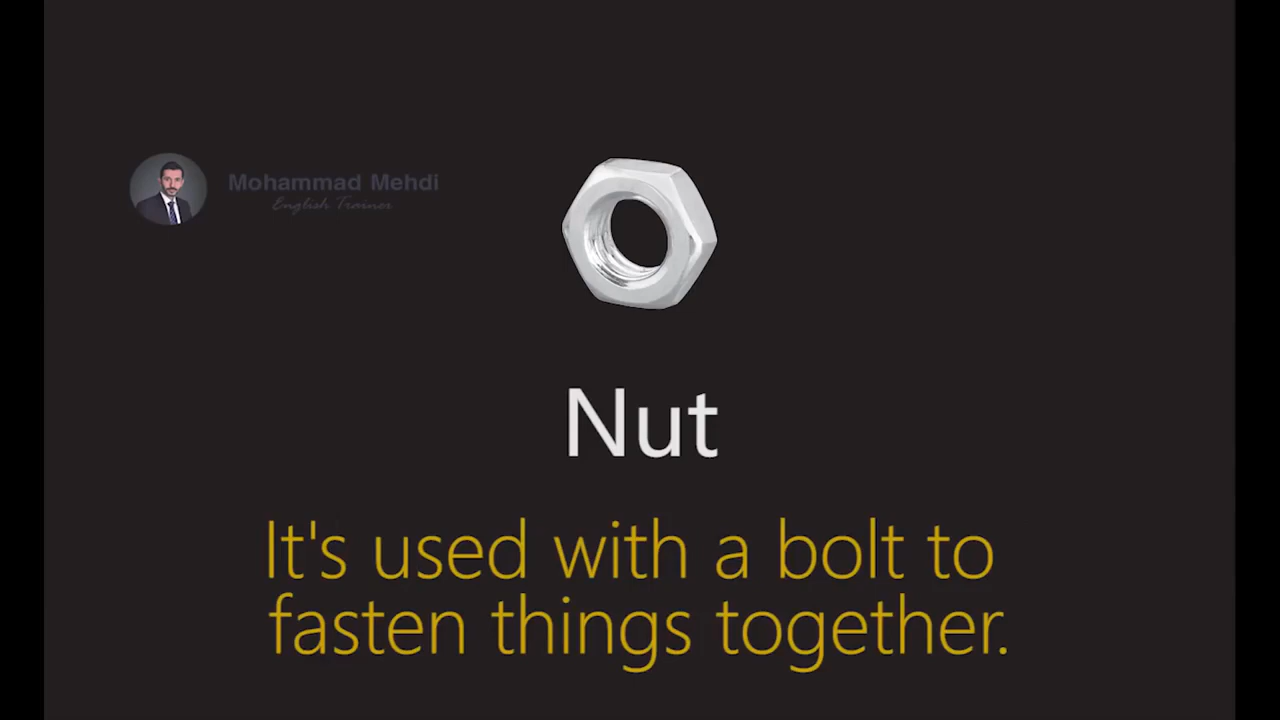 Mohammad Mehdi
English Trainer
Nut
It's used with a bolt to
fasten things together.